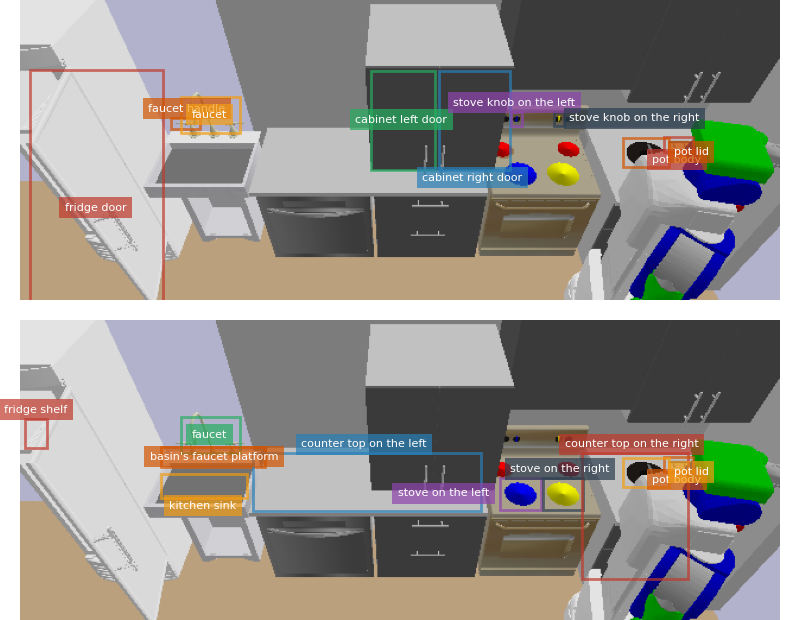 faucet handle
faucet
stove knob on the left
stove knob on the right
cabinet left door
pot lid
pot body
cabinet right door
fridge door
fridge shelf
faucet
counter top on the left
counter top on the right
basin's faucet platform
stove on the right
pot lid
pot body
stove on the left
kitchen sink